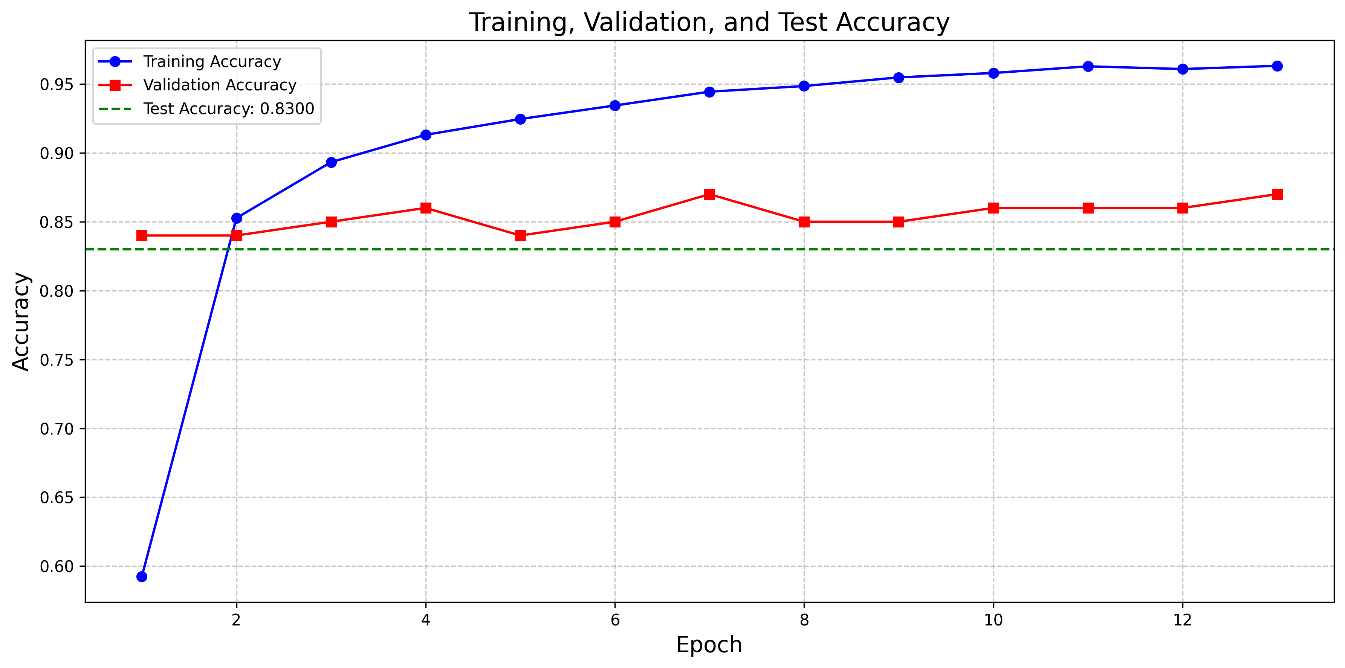 Training, Validation, and Test Accuracy
Training Accuracy
Validation Accuracy
Test Accuracy: 0.8300
0.95
0.90
0.85
0.80
0.75
0.70
0.65
0.60
Accuracy
2 4 6 8 10 12
Epoch